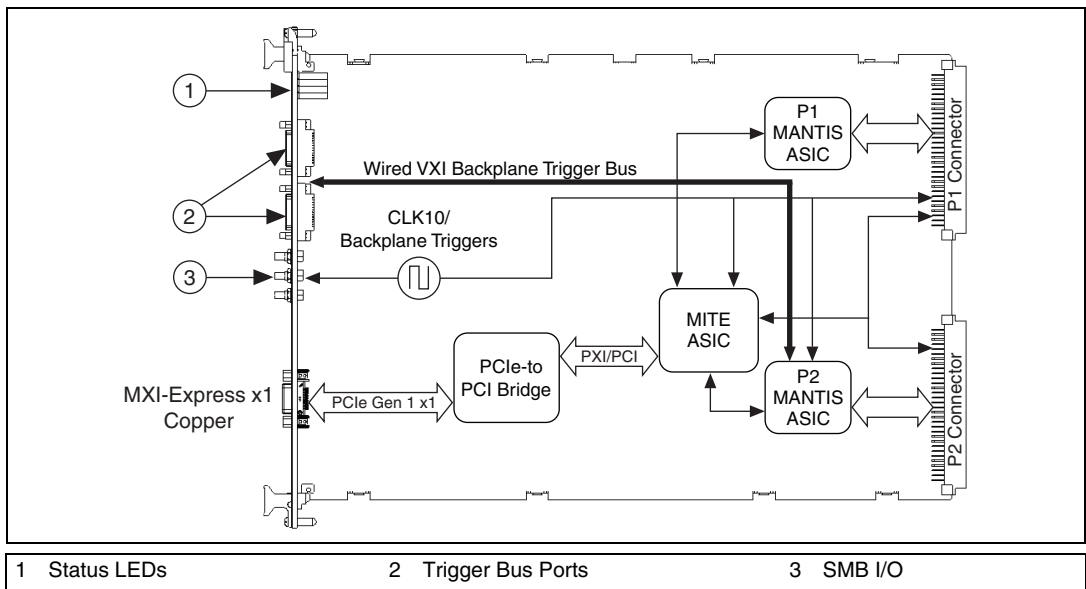 1
P1
MANTIS
ASIC
P1 Connector
Wired VXI Backplane Trigger Bus
2
CLK10/
Backplane Triggers
3
MITE
ASIC
PCIe-to
PCI Bridge
PXI/PCI
P2
MANTIS
ASIC
MXI-Express x1
Copper
PCIe Gen 1 x1
P2 Connector
1 Status LEDs 2 Trigger Bus Ports 3 SMB I/O